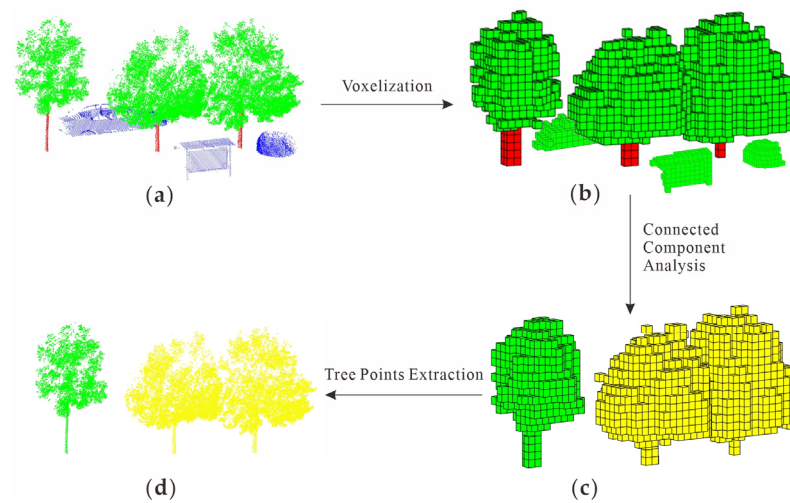 Voxelization
(a)
(b)
Connected
Component
Analysis
Tree Points Extraction
(d)
(c)